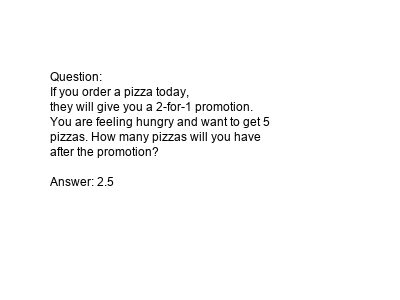 Question:
If you order a pizza today,
they will give you a 2-for-1 promotion.
You are feeling hungry and want to get 5
pizzas. How many pizzas will you have
after the promotion?
Answer: 2.5